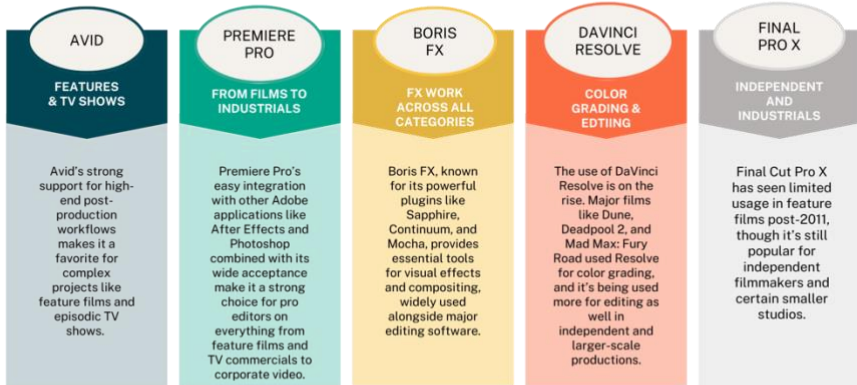 AVID
FEATURES
& TV SHOWS
Avid's strong
support for high-
end post-
production
workflows
makes it a
favorite for
complex
projects like
feature films and
episodic TV
shows.
PREMIERE
PRO
FROM FILMS TO
INDUSTRIALS
Premiere Pro's
easy integration
with other Adobe
applications like
After Effects and
Photoshop
combined with its
wide acceptance
make it a strong
choice for pro
editors on
everything from
feature films and
TV commercials to
corporate video.
BORIS
FX
FX WORK
ACROSS ALL
CATEGORIES
Boris FX, known
for its powerful
plugins like
Sapphire,
Continuum, and
Mocha, provides
essential tools
for visual effects
and compositing,
widely used
alongside major
editing software.
DAVINCI
RESOLVE
COLOR
GRADING &
EDTIING
The use of DaVinci
Resolve is on the
rise. Major films
like Dune,
Deadpool 2, and
Mad Max: Fury
Road used Resolve
for color grading,
and it's being used
more for editing as
well in
independent and
larger-scale
productions.
FINAL
PRO X
INDEPENDENT
AND
INDUSTRIALS
Final Cut Pro X
has seen limited
usage in feature
films post-2011,
though it's still
popular for
independent
filmmakers and
certain smaller
studios.